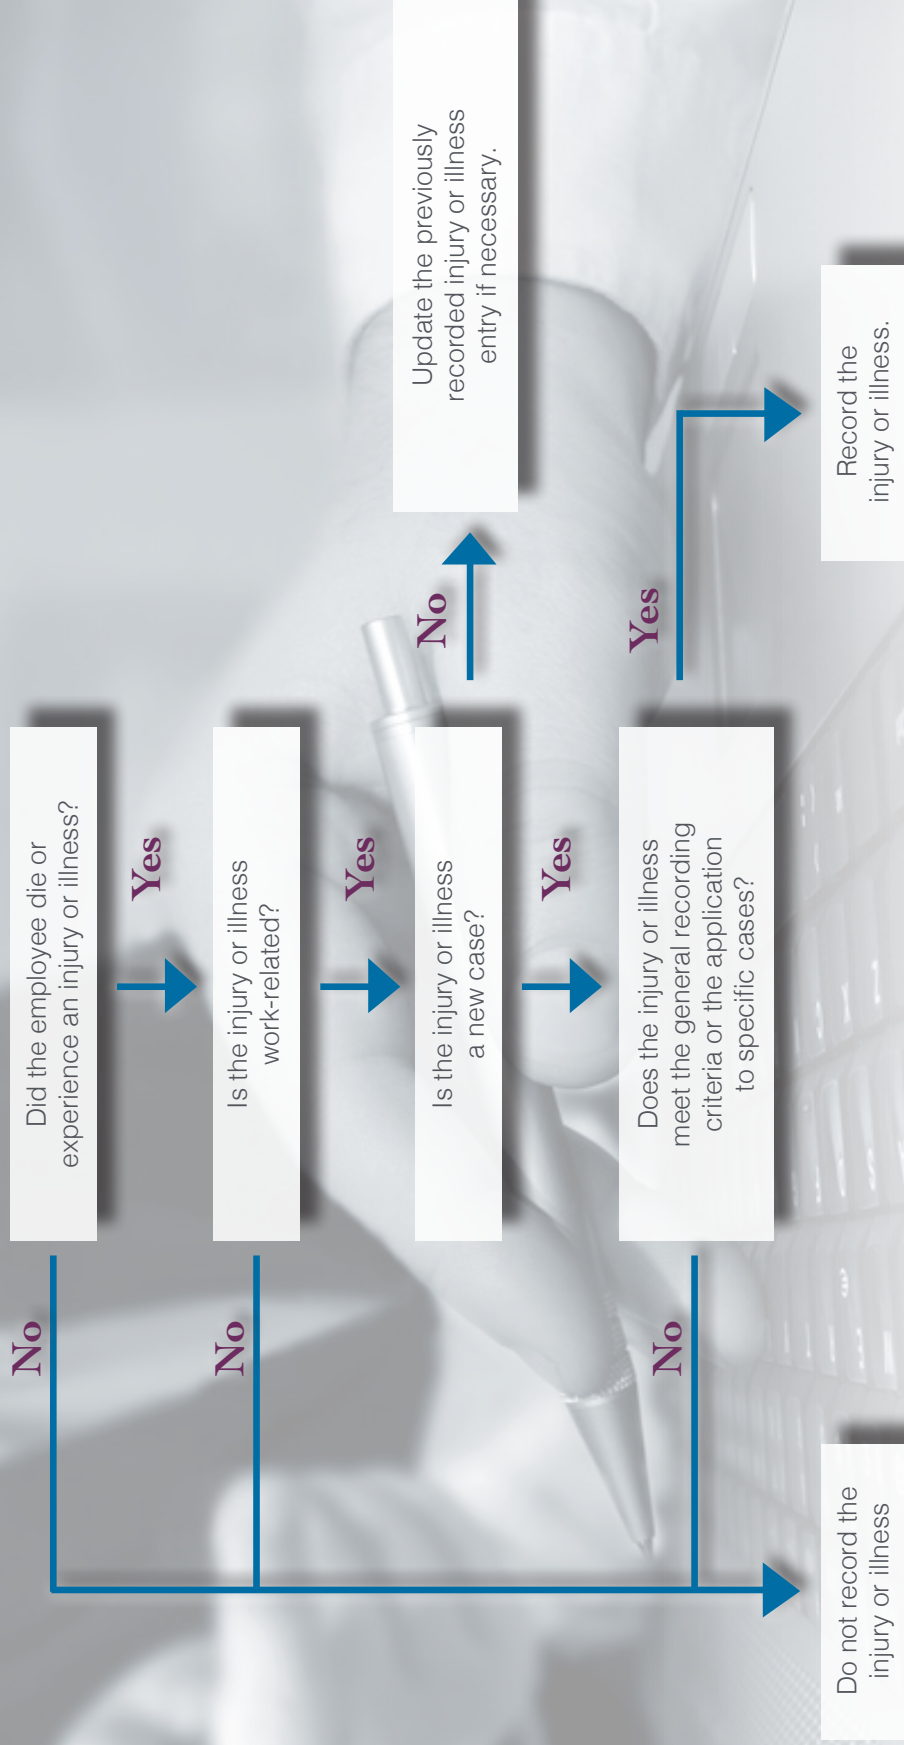 Did the employee die or
experience an injury or illness?
No
Yes
Is the injury or illness
work-related?
No
Yes
Is the injury or illness
a new case?
No
Update the previously
recorded injury or illness
entry if necessary.
Yes
Does the injury or illness
meet the general recording
criteria or the application
to specific cases?
No
Yes
Do not record the
injury or illness
Record the
injury or illness.